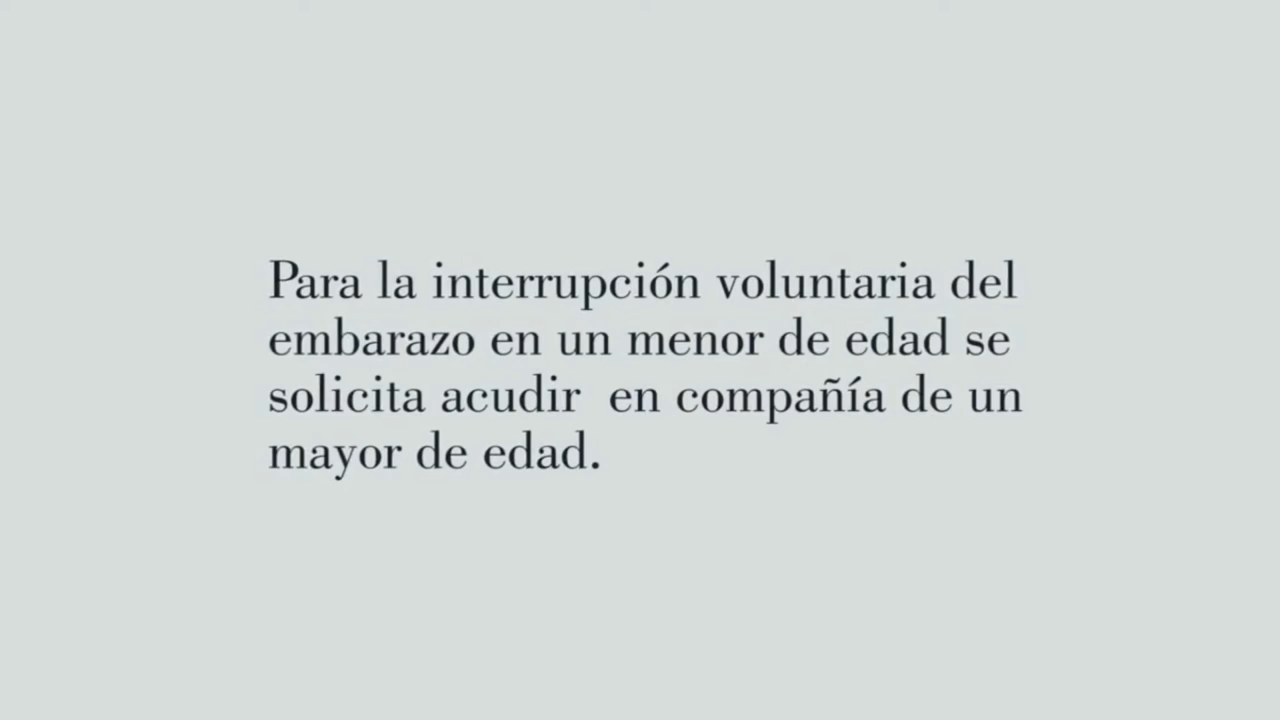 Para la interrupción voluntaria del
embarazo en un menor de edad se
solicita acudir  en compañía de un
mayor de edad.